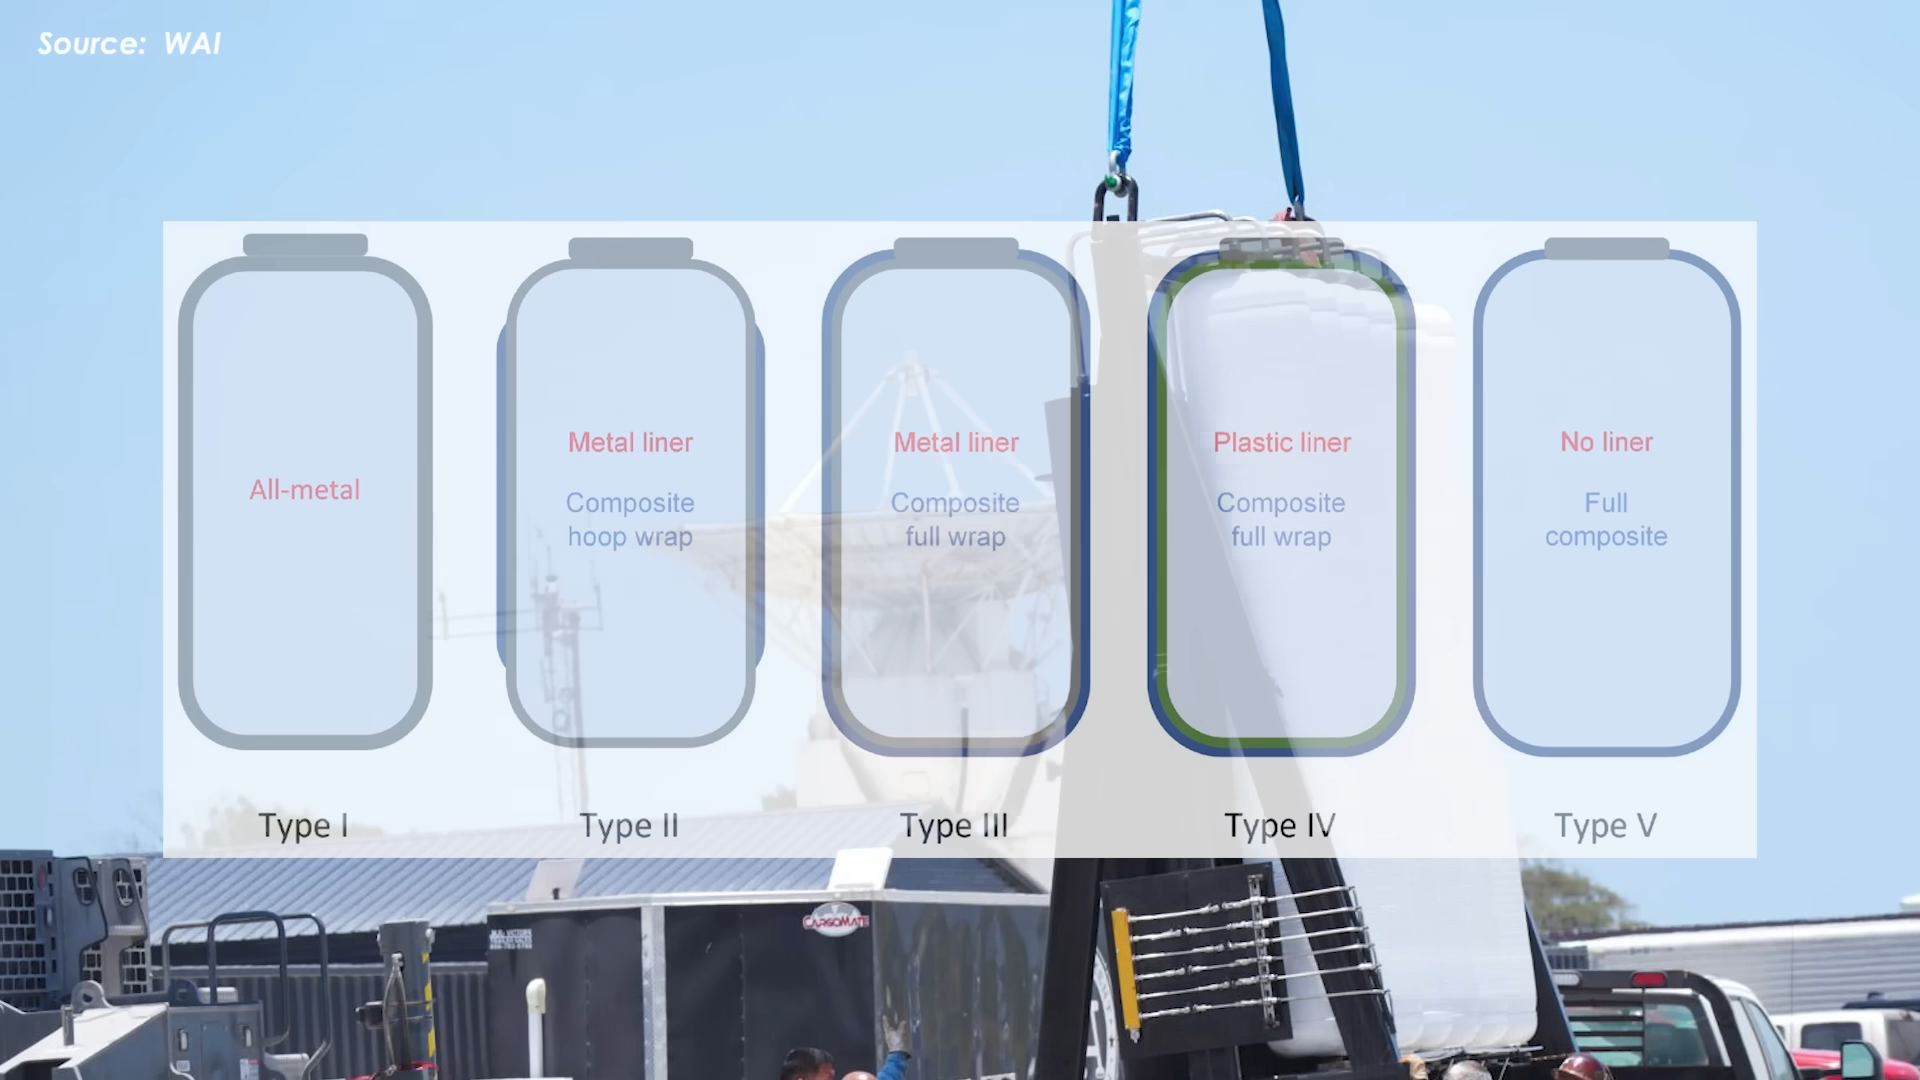 Source: WAI
All-metal
Metal liner
Composite
hoop wrap
Metal liner
Composite
full wrap
Plastic liner
Composite
full wrap
No liner
Full
composite
Type I
Type II
Type III
Type IV
Type V
CARGOMATE